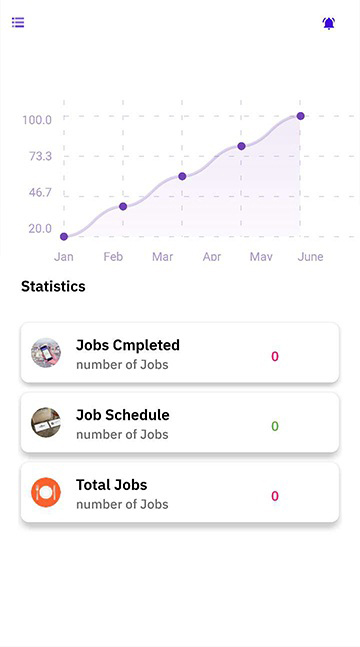 100.0
73.3
46.7
20.0
Jan Feb Mar Apr May June
Statistics
Jobs Cmpleted
number of Jobs
0
Job Schedule
number of Jobs
0
Total Jobs
number of Jobs
0